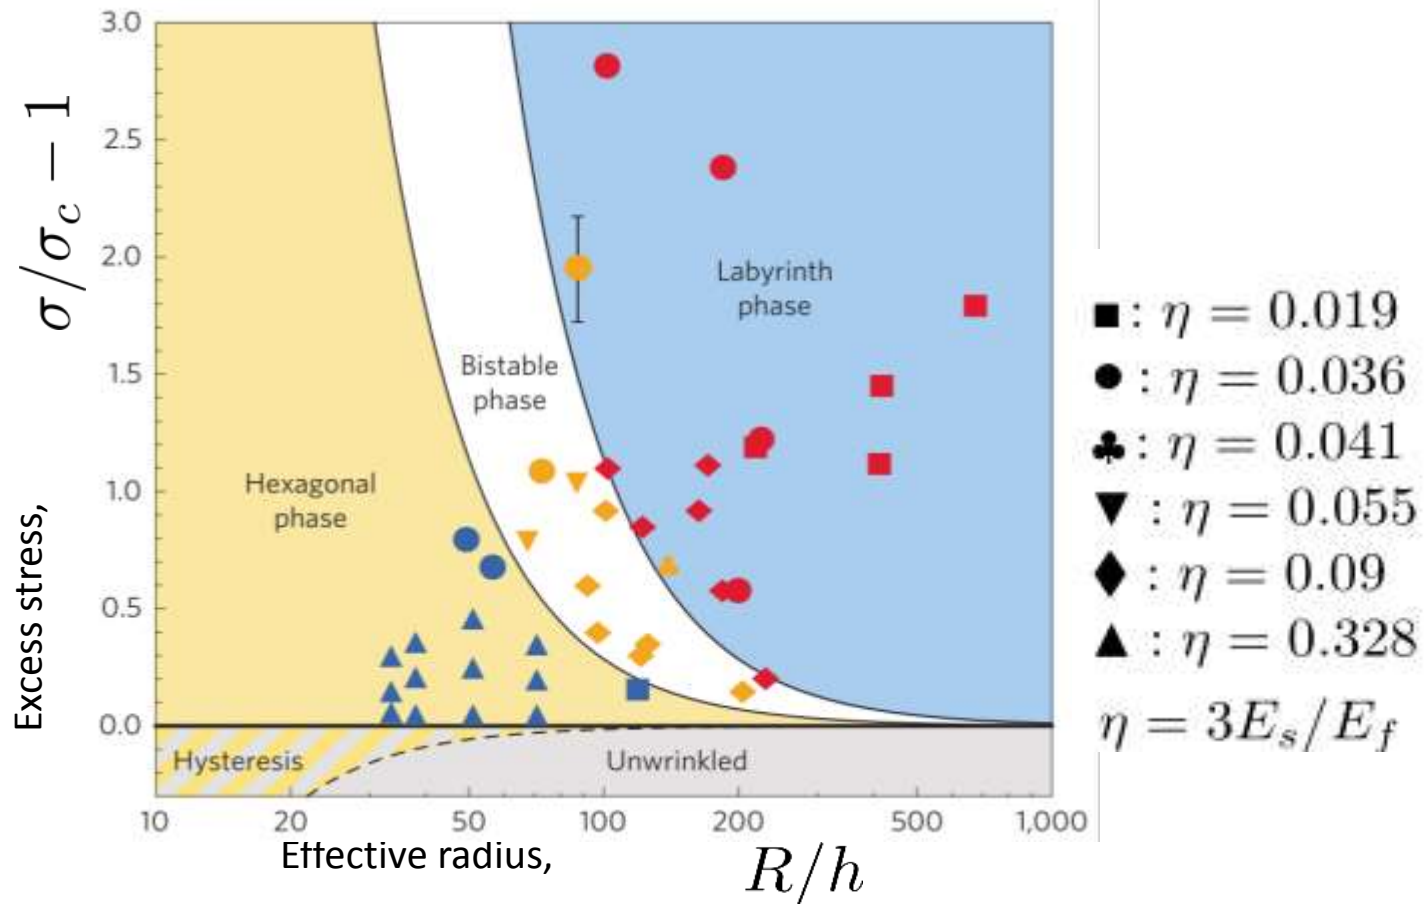 3.0
2.5
2.0
1.5
1.0
0.5
0.0
Excess stress, σ/σ_c − 1
Labyrinth
phase
Bistable
phase
Hexagonal
phase
Hysteresis
Unwrinkled
10 20 50 100 200 500 1,000
Effective radius, R/h
■ : η = 0.019
● : η = 0.036
♣ : η = 0.041
▼ : η = 0.055
◆ : η = 0.09
▲ : η = 0.328
η = 3E_s/E_f